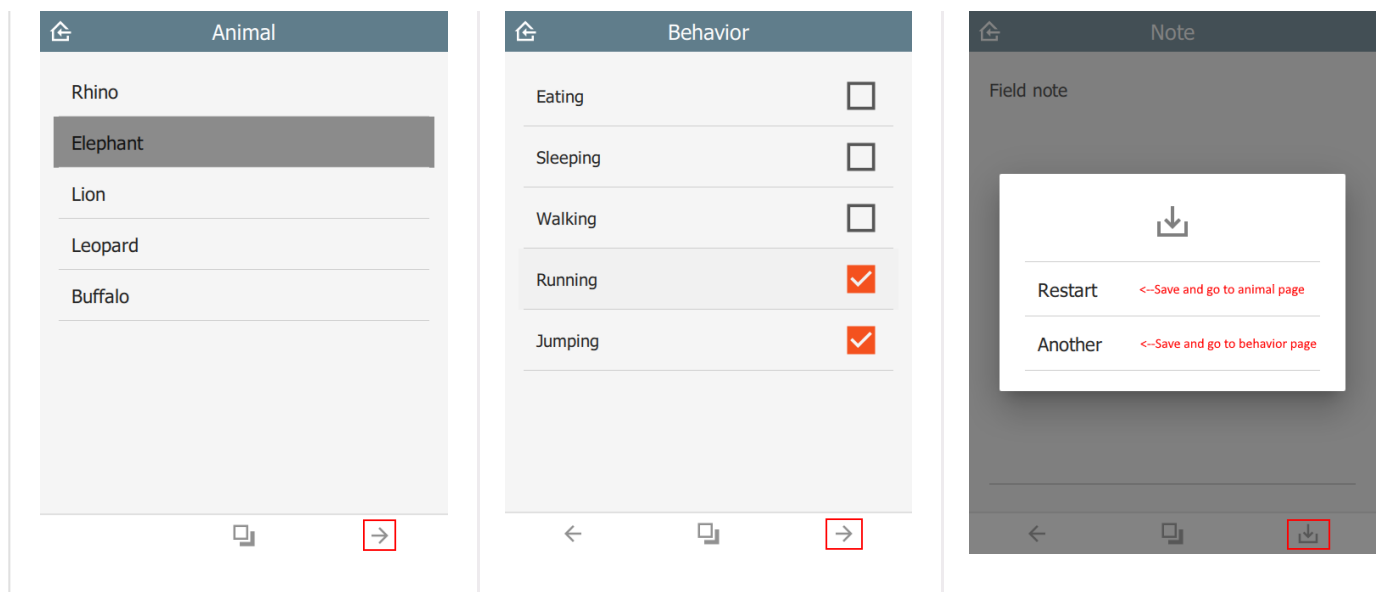 Animal
Rhino
Elephant
Lion
Leopard
Buffalo
Behavior
Eating
Sleeping
Walking
Running
Jumping
Note
Field note
Restart <--Save and go to animal page
Another <--Save and go to behavior page